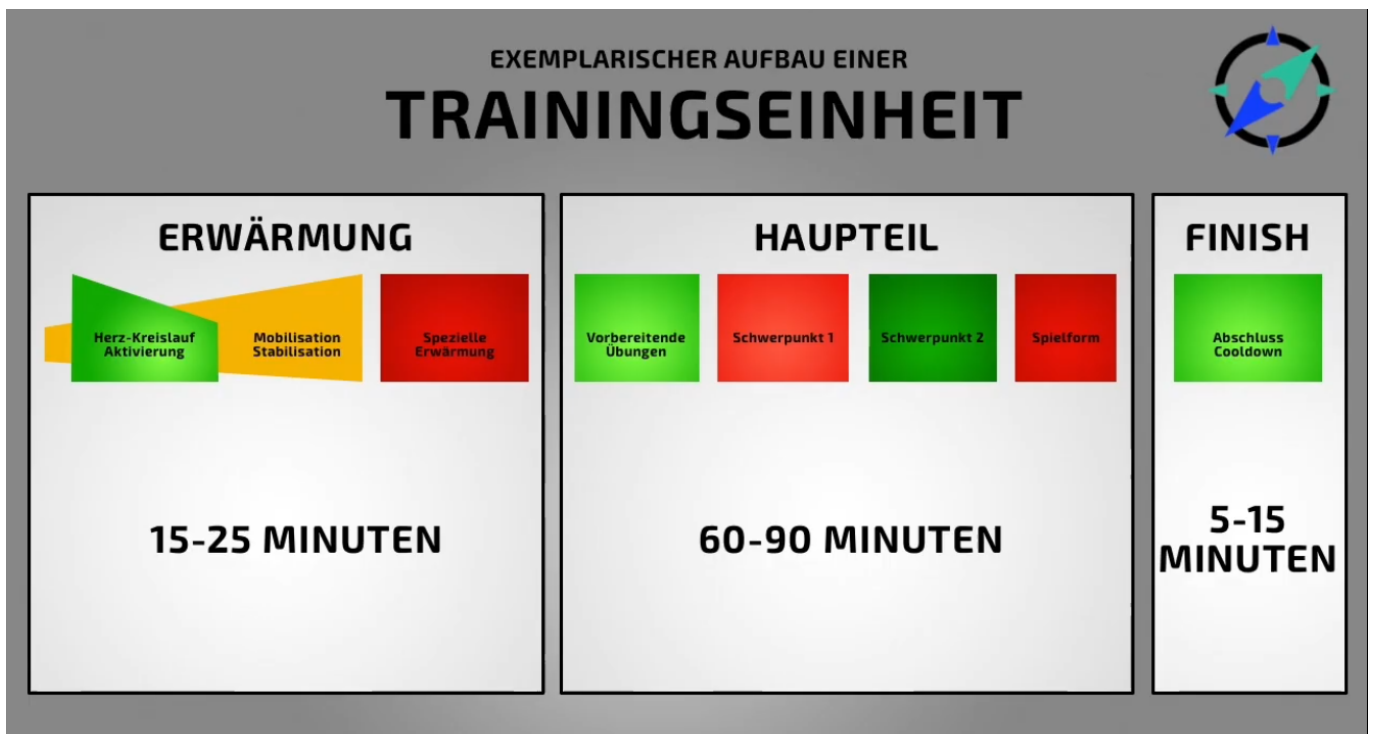 EXEMPLARISCHER AUFBAU EINER
TRAININGSEINHEIT
ERWÄRMUNG
Herz-Kreislauf
Aktivierung
Mobilisation
Stabilisation
Spezielle
Erwärmung
15-25 MINUTEN
HAUPTEIL
Vorbereitende
Übungen
Schwerpunkt 1
Schwerpunkt 2
Spielform
60-90 MINUTEN
FINISH
Abschluss
Cooldown
5-15
MINUTEN